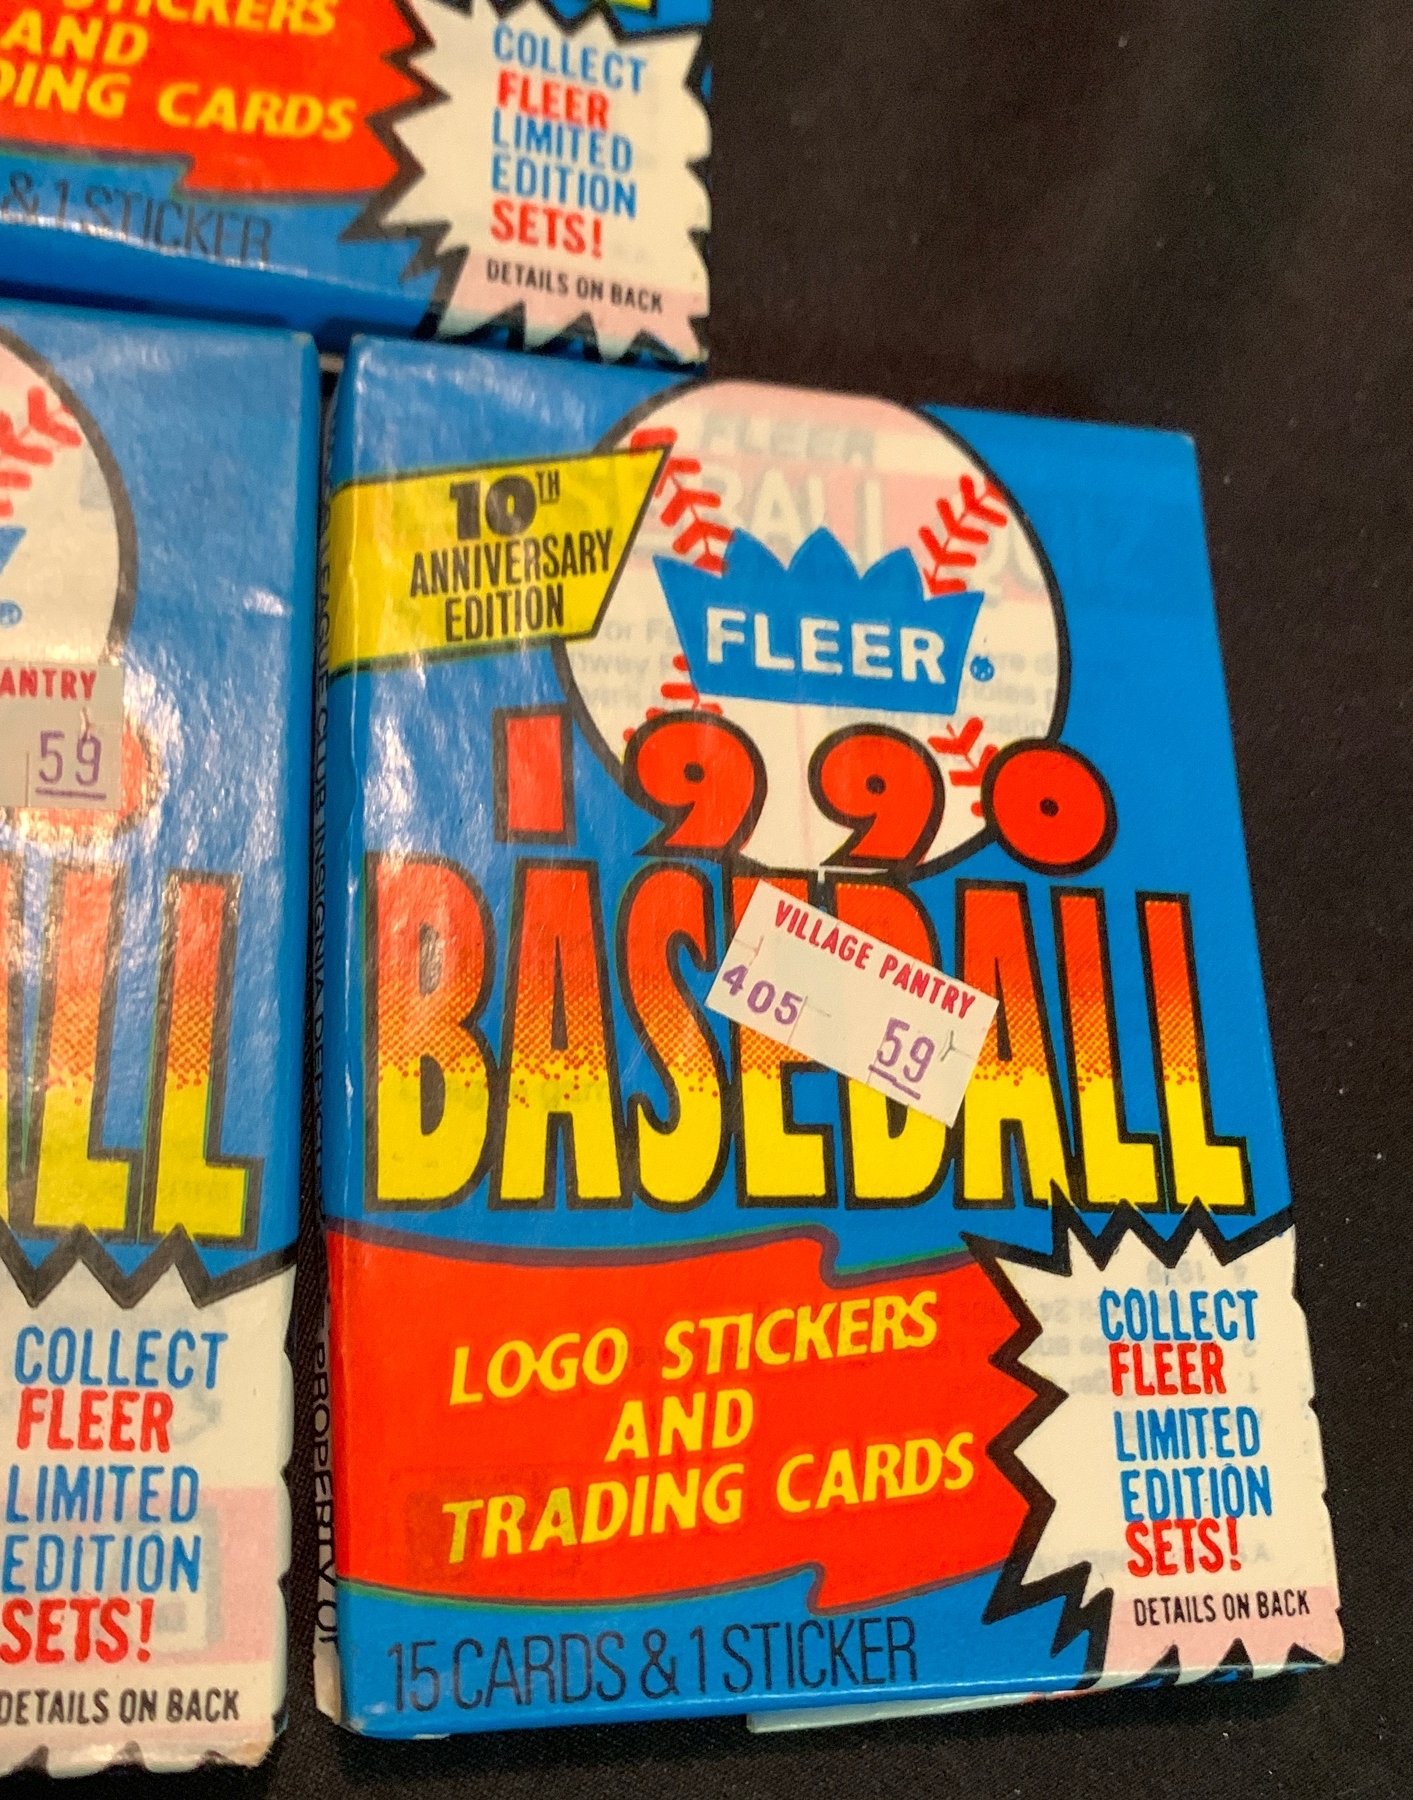 STICKERS
AND
DING CARDS
& 1 STICKER
COLLECT
FLEER
LIMITED
EDITION
SETS!
DETAILS ON BACK
®
ANTRY
59
ALL
COLLECT
FLEER
LIMITED
EDITION
SETS!
DETAILS ON BACK
10TH
ANNIVERSARY
EDITION
FLEER®
1990
BASEBALL
VILLAGE PANTRY
405 59
LOGO STICKERS
AND
TRADING CARDS
15 CARDS & 1 STICKER
COLLECT
FLEER
LIMITED
EDITION
SETS!
DETAILS ON BACK